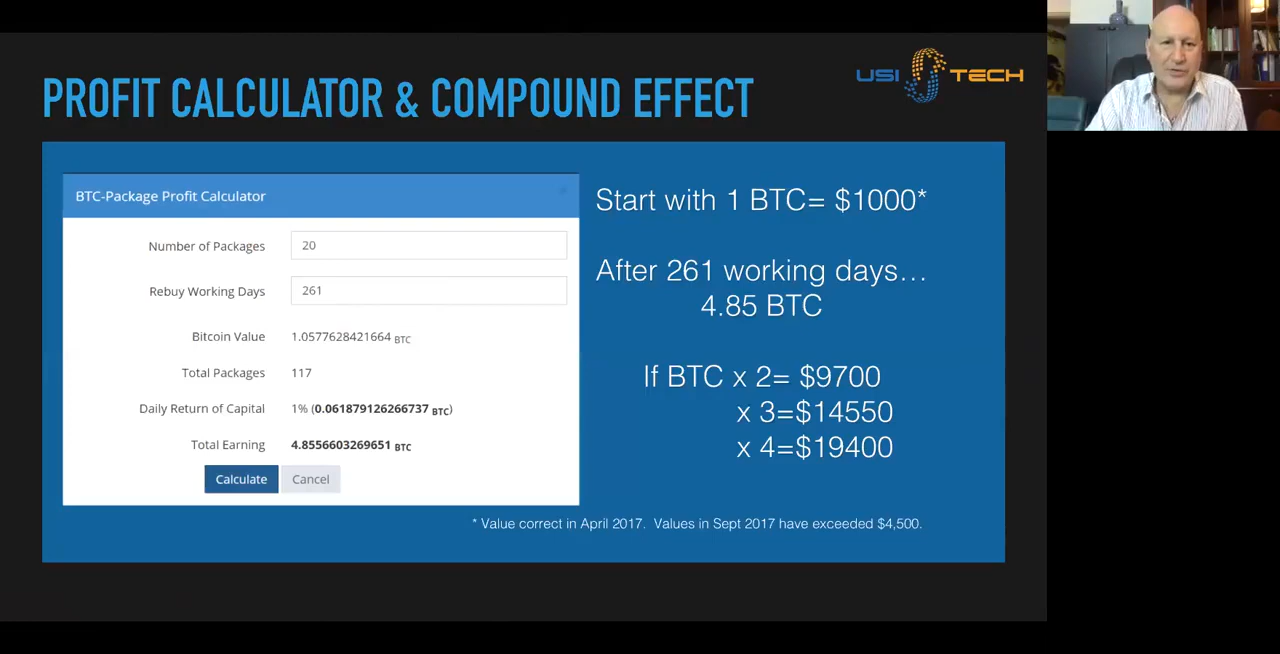 USI TECH
PROFIT CALCULATOR & COMPOUND EFFECT
BTC-Package Profit Calculator
Number of Packages 20
Rebuy Working Days 261
Bitcoin Value 1.0577628421664 BTC
Total Packages 117
Daily Return of Capital 1% (0.061879126266737 BTC)
Total Earning 4.8556603269651 BTC
Calculate Cancel
Start with 1 BTC= $1000*
After 261 working days…
4.85 BTC
If BTC x 2= $9700
x 3=$14550
x 4=$19400
* Value correct in April 2017. Values in Sept 2017 have exceeded $4,500.